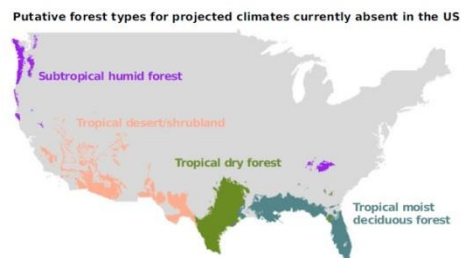 Putative forest types for projected climates currently absent in the US
Subtropical humid forest
Tropical desert/shrubland
Tropical dry forest
Tropical moist
deciduous forest